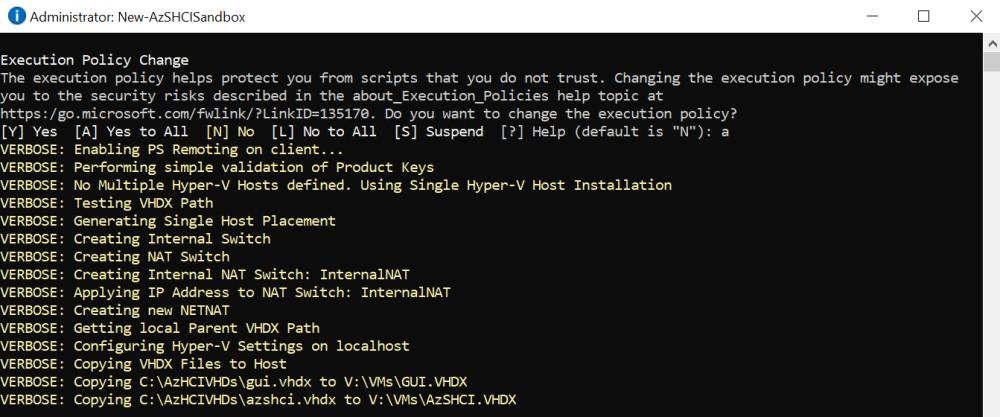 Administrator: New-AzSHCISandbox
Execution Policy Change
The execution policy helps protect you from scripts that you do not trust. Changing the execution policy might expose
you to the security risks described in the about_Execution_Policies help topic at
https:/go.microsoft.com/fwlink/?LinkID=135170. Do you want to change the execution policy?
[Y] Yes  [A] Yes to All  [N] No  [L] No to All  [S] Suspend  [?] Help (default is "N"): a
VERBOSE: Enabling PS Remoting on client...
VERBOSE: Performing simple validation of Product Keys
VERBOSE: No Multiple Hyper-V Hosts defined. Using Single Hyper-V Host Installation
VERBOSE: Testing VHDX Path
VERBOSE: Generating Single Host Placement
VERBOSE: Creating Internal Switch
VERBOSE: Creating NAT Switch
VERBOSE: Creating Internal NAT Switch: InternalNAT
VERBOSE: Applying IP Address to NAT Switch: InternalNAT
VERBOSE: Creating new NETNAT
VERBOSE: Getting local Parent VHDX Path
VERBOSE: Configuring Hyper-V Settings on localhost
VERBOSE: Copying VHDX Files to Host
VERBOSE: Copying C:\AzHCIVHDs\gui.vhdx to V:\VMs\GUI.VHDX
VERBOSE: Copying C:\AzHCIVHDs\azshci.vhdx to V:\VMs\AzSHCI.VHDX